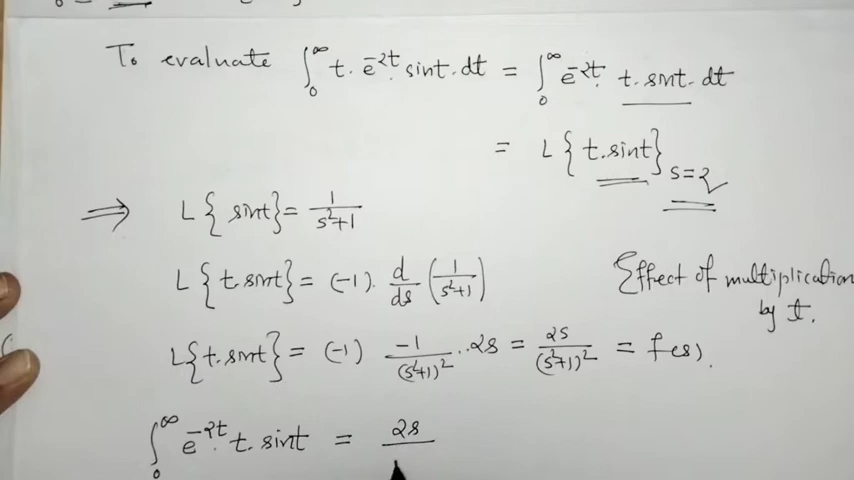 To evaluate ∫₀^∞ t. e^-2t sint. dt = ∫₀^∞ e^-2t. t. sint. dt
= L{ t. sint} s=2
⟹ L{ sint} = 1/(s²+1)
L{ t. sint} = (-1). d/ds (1/(s²+1))
Effect of multiplication
by t.
L{t. sint} = (-1) -1/(s²+1)² . 2s = 2s/(s²+1)² = f(s).
∫₀^∞ e^-2t. t. sint = 2s